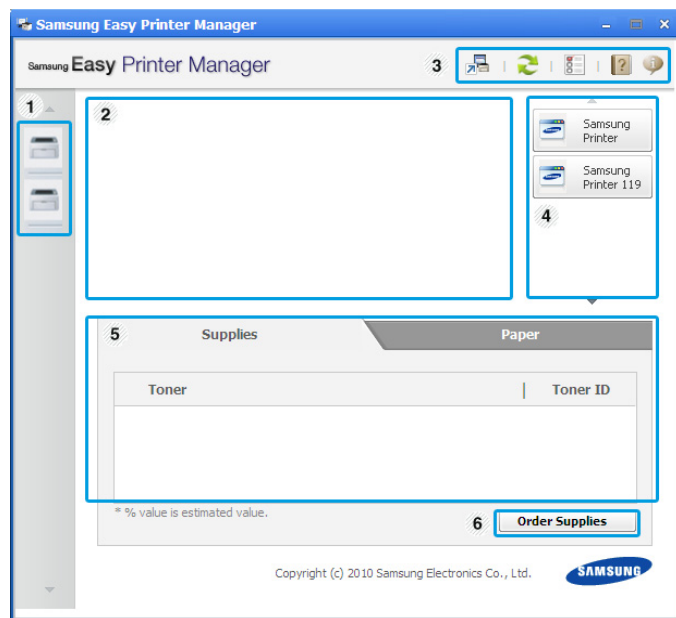 Samsung Easy Printer Manager
Samsung Easy Printer Manager
3
?
i
1
2
Samsung
Printer
Samsung
Printer 119
4
5
Supplies
Paper
Toner
Toner ID
* % value is estimated value.
6
Order Supplies
Copyright (c) 2010 Samsung Electronics Co., Ltd.
SAMSUNG